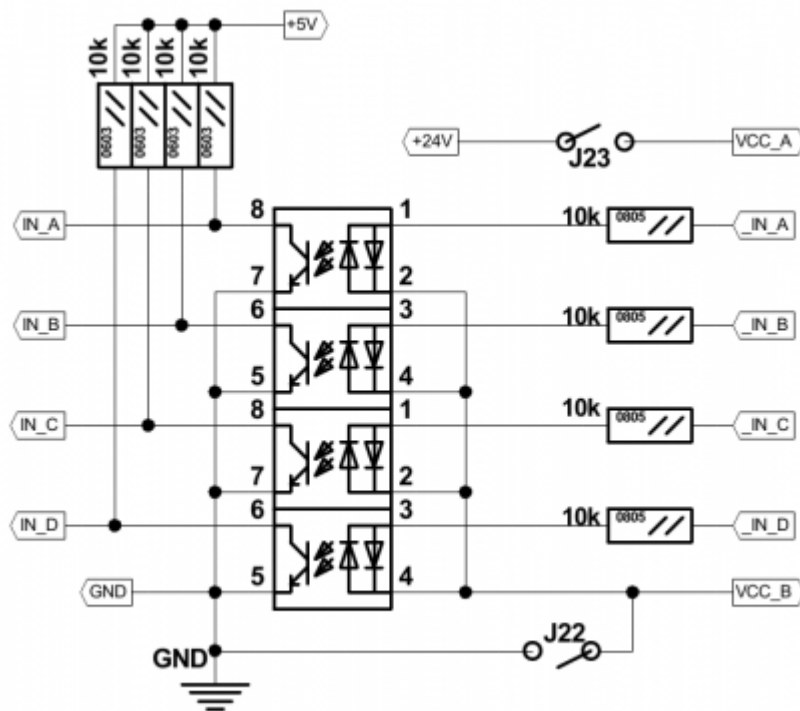 +5V
10k 10k 10k 10k
0603 0603 0603 0603
+24V J23 VCC_A
IN_A 8 1 10k 0805 _IN_A
7 2
IN_B 6 3 10k 0805 _IN_B
5 4
IN_C 8 1 10k 0805 _IN_C
7 2
IN_D 6 3 10k 0805 _IN_D
GND 5 4 VCC_B
J22
GND